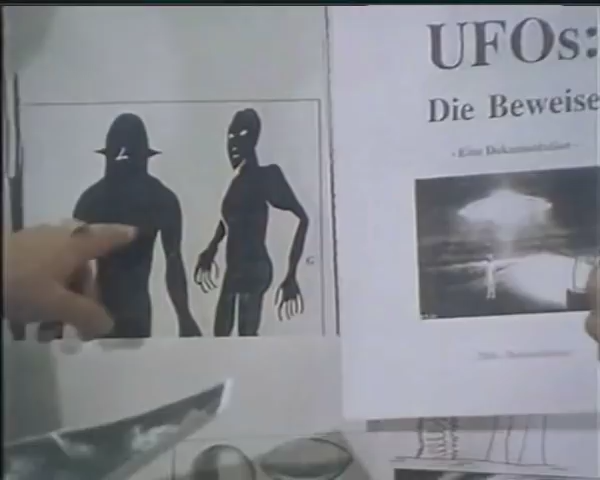 UFOs:
Die Beweise
- Eine Dokumentation -